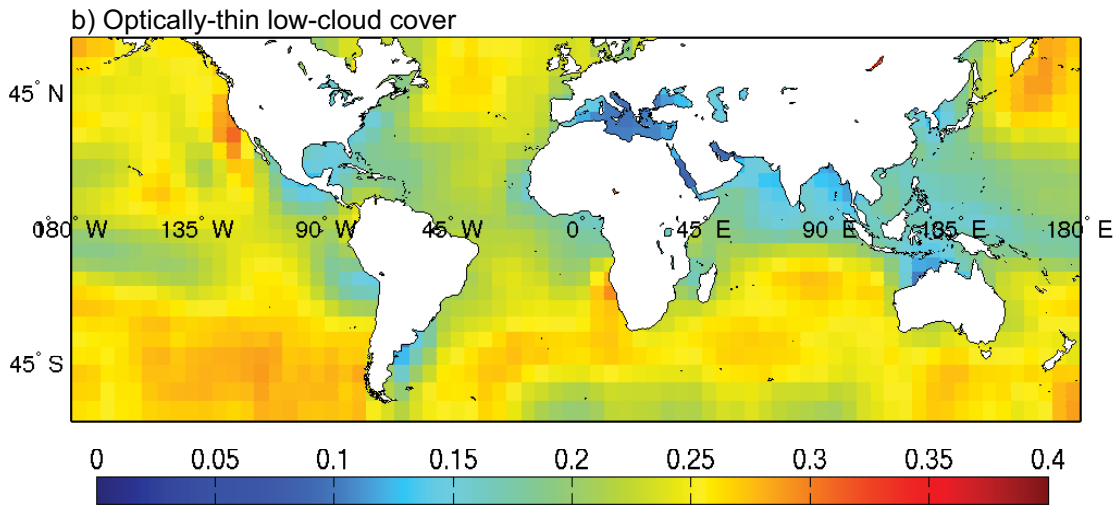 b) Optically-thin low-cloud cover
45° N
0
180° W 135° W 90° W 45° W 0 45° E 90° E 135° E 180° E
45° S
0 0.05 0.1 0.15 0.2 0.25 0.3 0.35 0.4